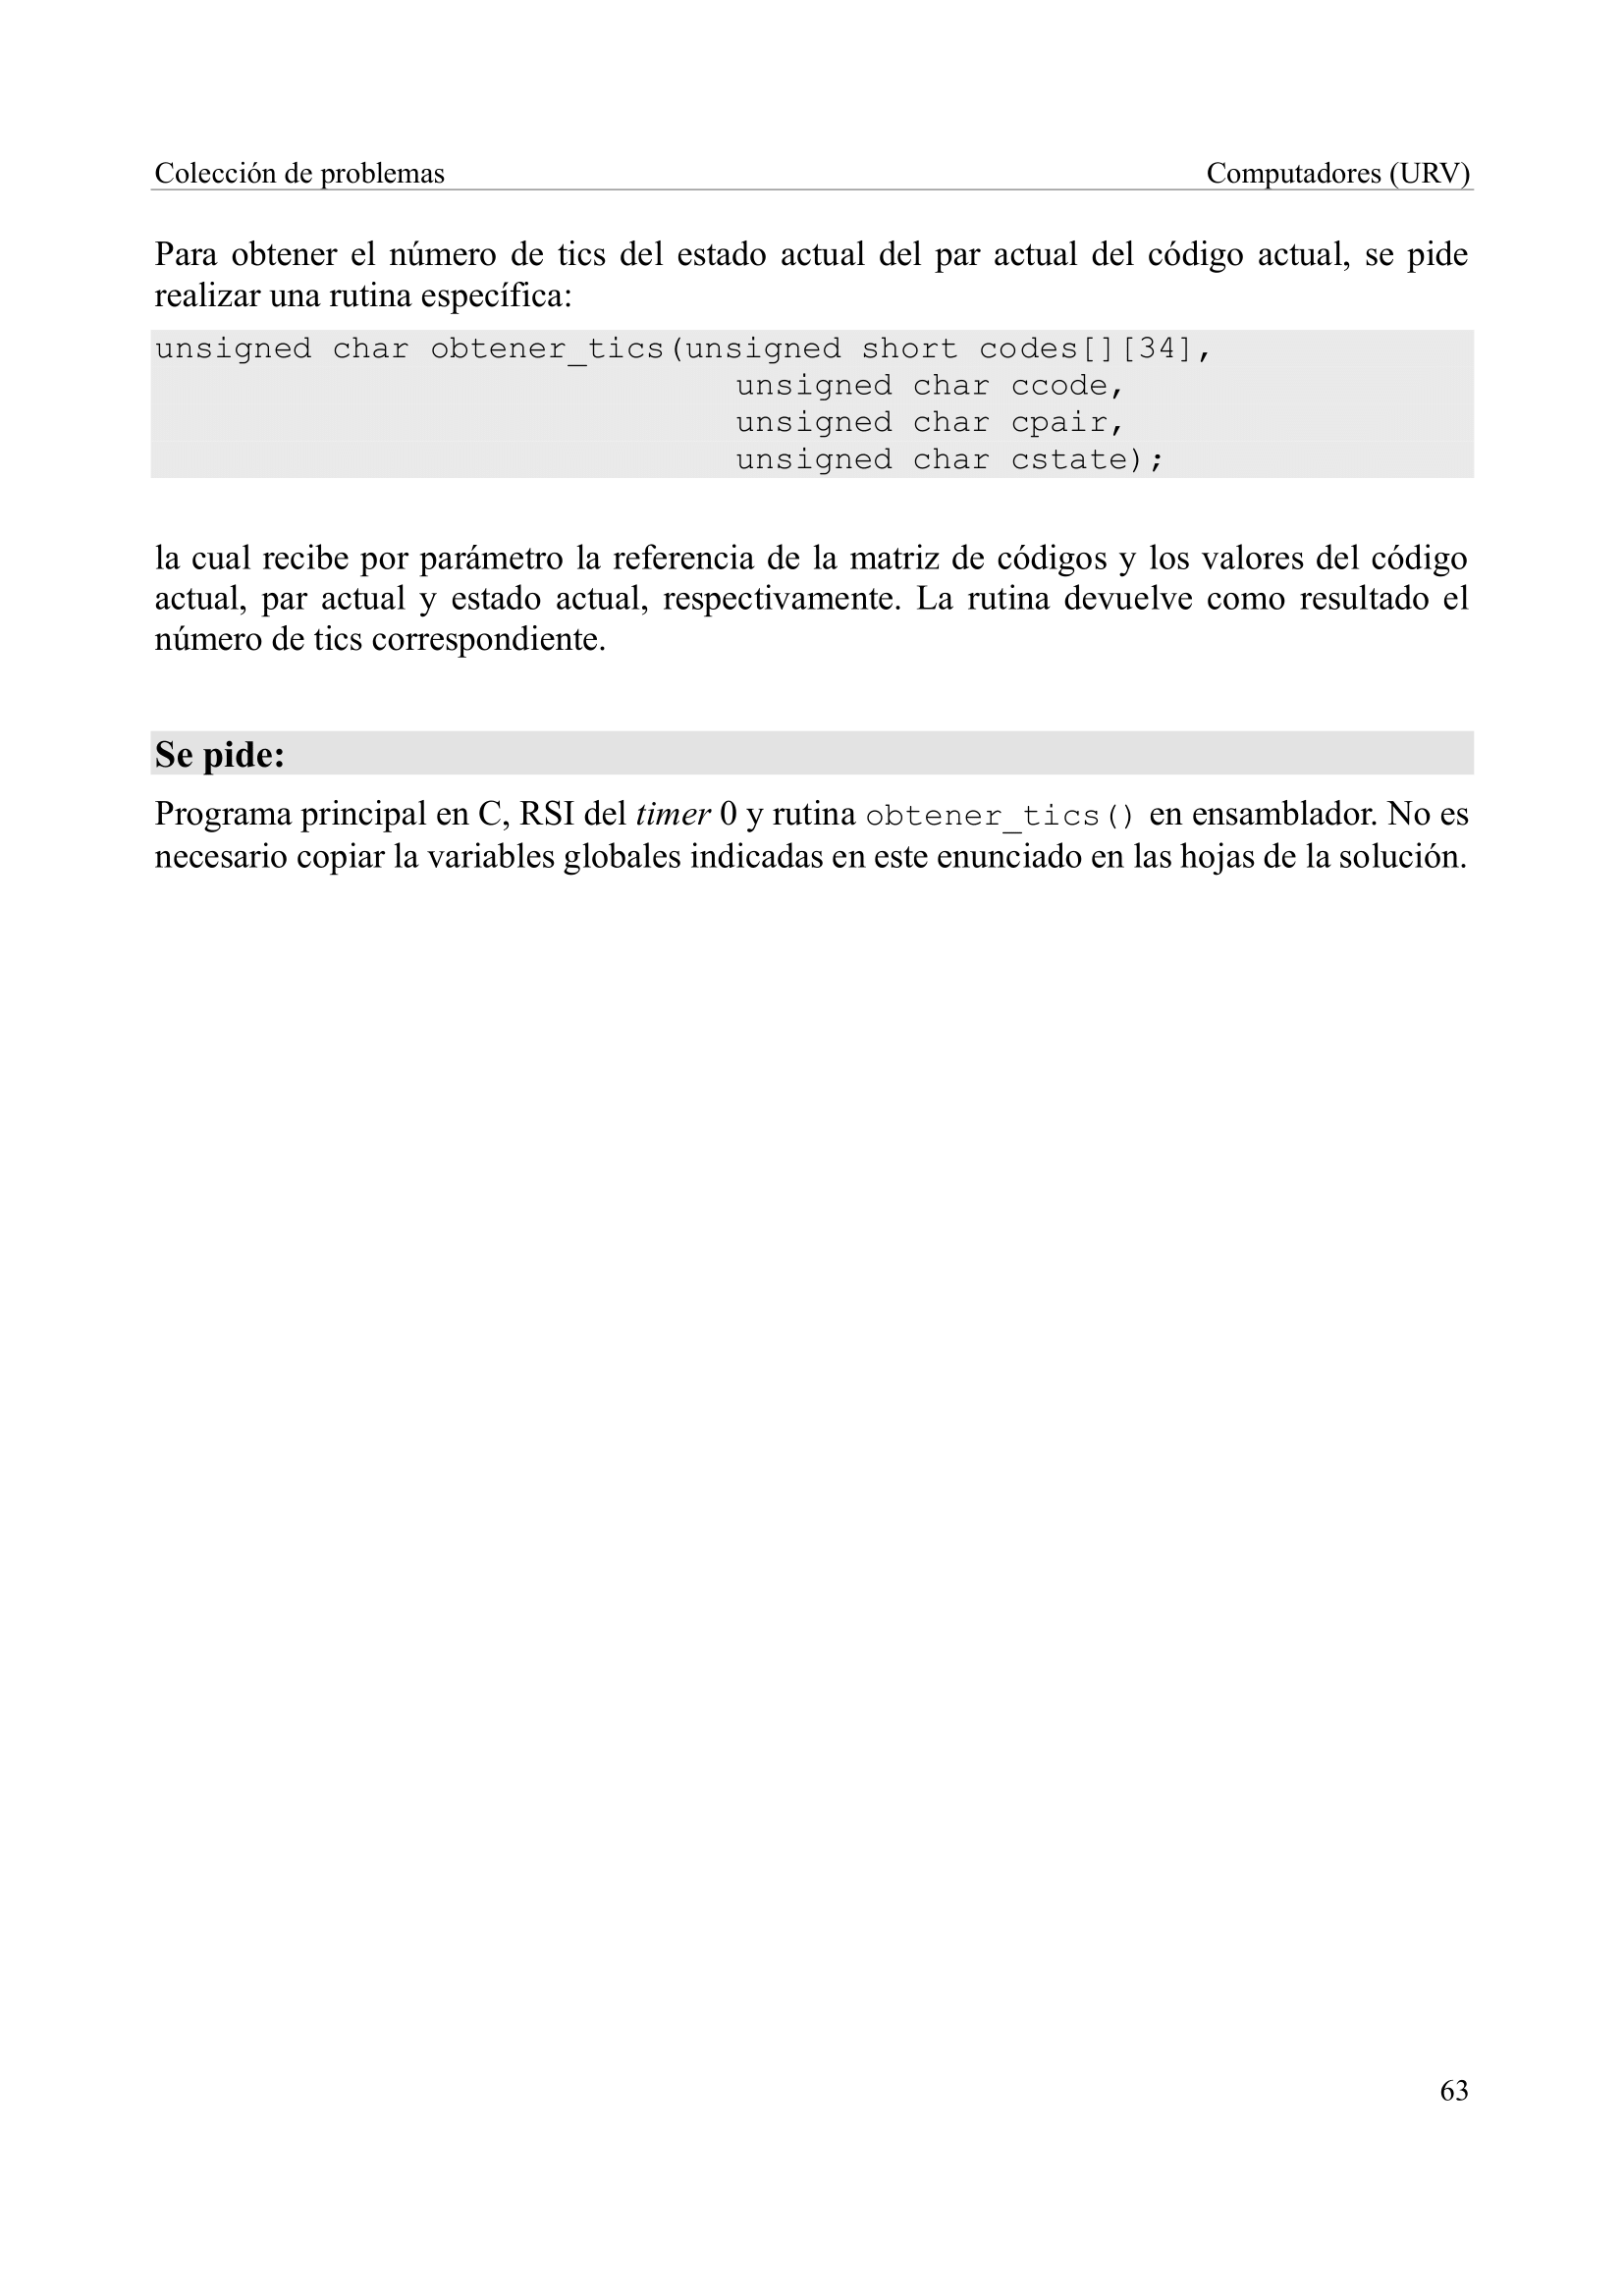 Colección de problemas Computadores (URV)
Para obtener el número de tics del estado actual del par actual del código actual, se pide
realizar una rutina específica:
unsigned char obtener_tics(unsigned short codes[][34],
unsigned char ccode,
unsigned char cpair,
unsigned char cstate);
la cual recibe por parámetro la referencia de la matriz de códigos y los valores del código
actual, par actual y estado actual, respectivamente. La rutina devuelve como resultado el
número de tics correspondiente.
Se pide:
Programa principal en C, RSI del timer 0 y rutina obtener_tics() en ensamblador. No es
necesario copiar la variables globales indicadas en este enunciado en las hojas de la solución.
63